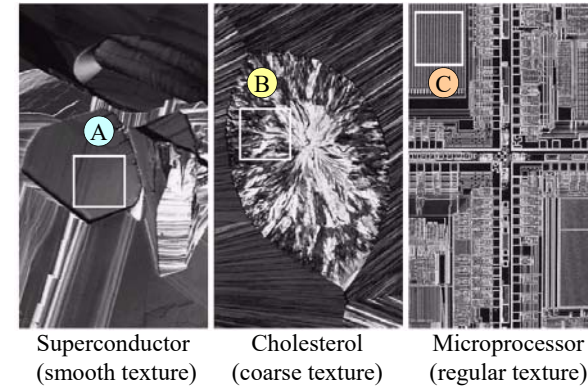 A
B
C
Superconductor
(smooth texture)
Cholesterol
(coarse texture)
Microprocessor
(regular texture)